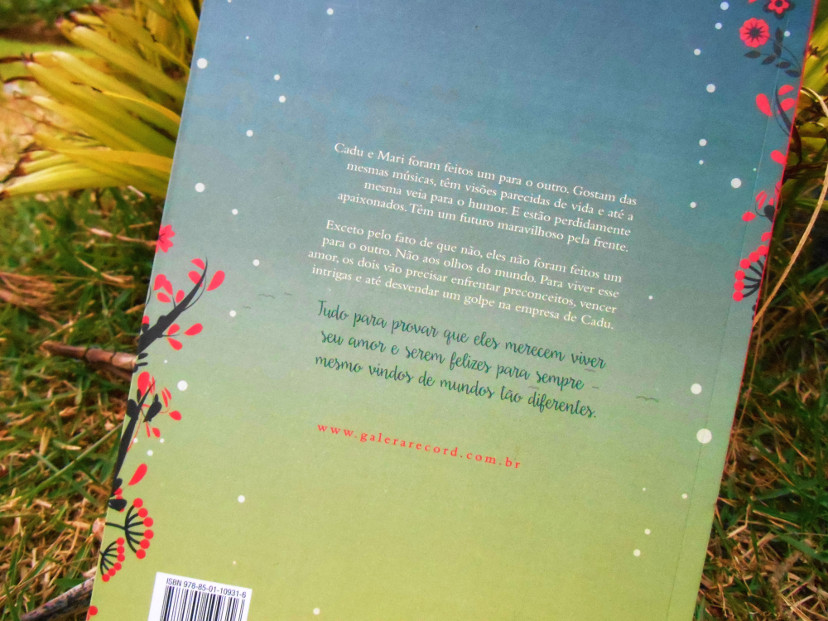 Cadu e Mari foram feitos um para o outro. Gostam das
mesmas músicas, têm visões parecidas de vida e até a
mesma veia para o humor. E estão perdidamente
apaixonados. Têm um futuro maravilhoso pela frente.
Exceto pelo fato de que não, eles não foram feitos um
para o outro. Não aos olhos do mundo. Para viver esse
amor, os dois vão precisar enfrentar preconceitos, vencer
intrigas e até desvendar um golpe na empresa de Cadu.
Tudo para provar que eles merecem viver
seu amor e serem felizes para sempre –
mesmo vindos de mundos tão diferentes.
www.galerarecord.com.br
ISBN 978-85-01-10931-6